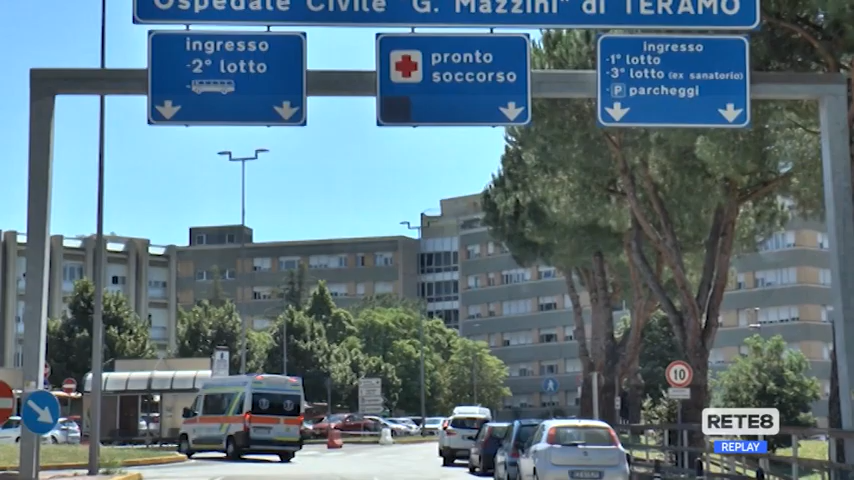 Ospedale Civile "G. Mazzini" di TERAMO
ingresso
-2° lotto
pronto
soccorso
ingresso
-1° lotto
-3° lotto (ex sanatorio)
-P parcheggi
10
RETE8
REPLAY